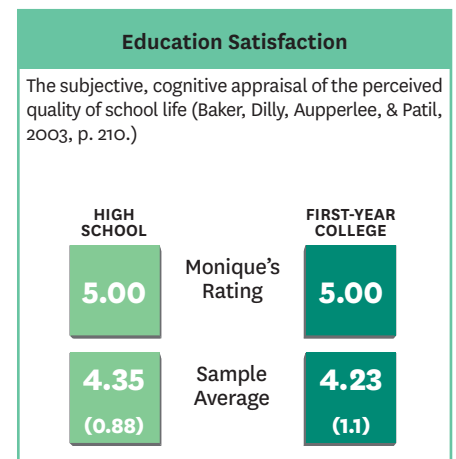 Education Satisfaction
The subjective, cognitive appraisal of the perceived
quality of school life (Baker, Dilly, Aupperlee, & Patil,
2003, p. 210.)
HIGH
SCHOOL
FIRST-YEAR
COLLEGE
5.00
Monique’s
Rating
5.00
4.35
(0.88)
Sample
Average
4.23
(1.1)